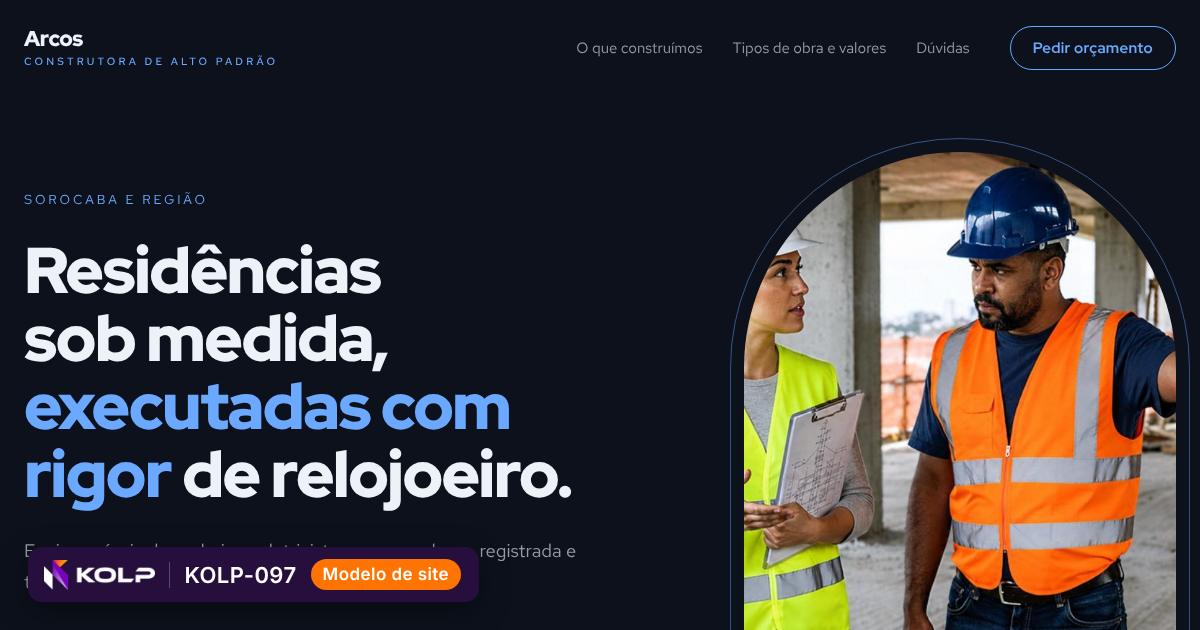 Arcos
CONSTRUTORA DE ALTO PADRÃO
O que construímos
Tipos de obra e valores
Dúvidas
Pedir orçamento
SOROCABA E REGIÃO
Residências
sob medida,
executadas com
rigor de relojoeiro.
registrada e
KOLP
KOLP-097
Modelo de site